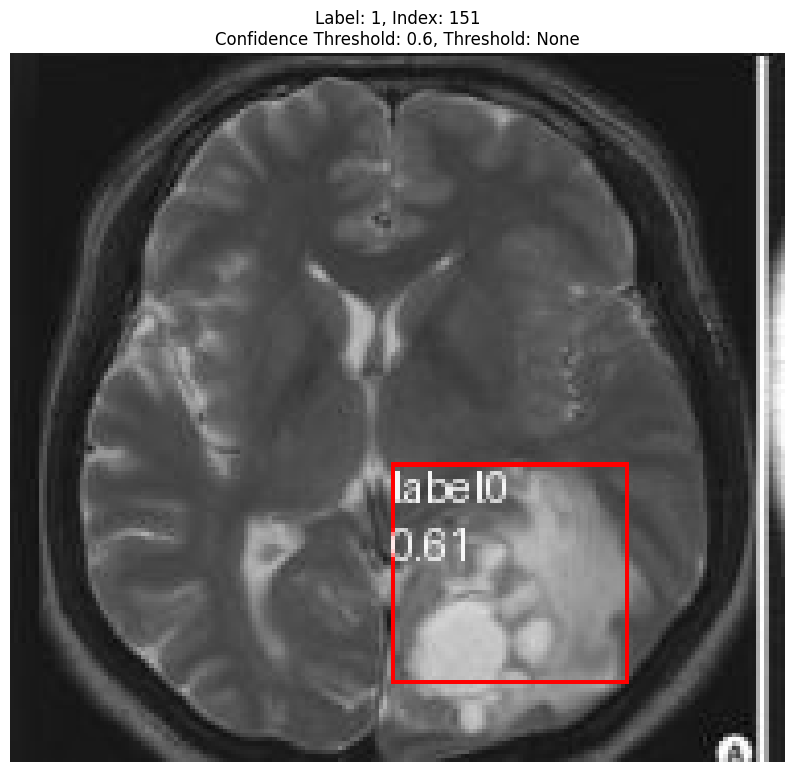 Label: 1, Index: 151
Confidence Threshold: 0.6, Threshold: None
label0
0.61
A